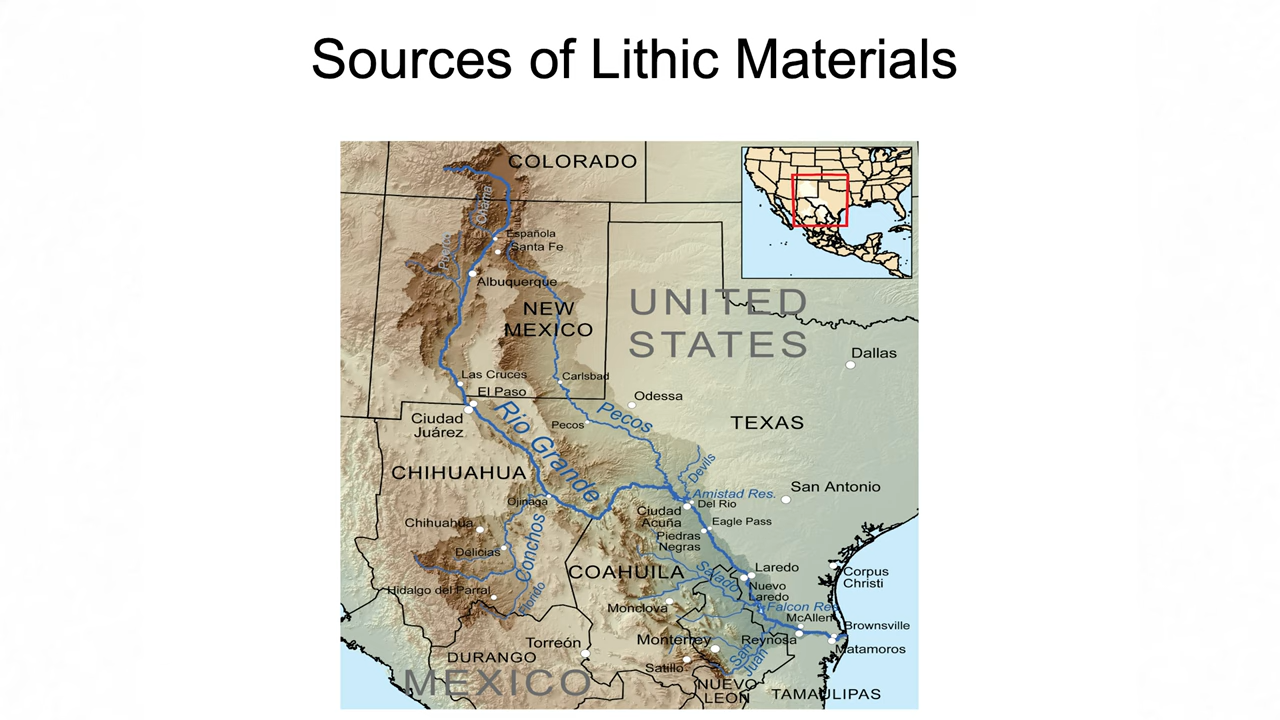 Sources of Lithic Materials
COLORADO
Chama
Española
Santa Fe
Puerco
Albuquerque
NEW
MEXICO
UNITED
STATES
Dallas
Las Cruces
El Paso
Carlsbad
Odessa
Ciudad
Juárez
Rio Grande
Pecos
Pecos
TEXAS
CHIHUAHUA
Devils
Amistad Res.
San Antonio
Ojinaga
Del Rio
Ciudad
Acuña
Eagle Pass
Piedras
Negras
Chihuahua
Conchos
Delicias
COAHUILA
Salado
Laredo
Corpus
Christi
Nuevo
Laredo
Hidalgo del Parral
Florido
Monclova
Falcon Res.
McAllen
Brownsville
Torreón
Monterrey
Reynosa
Matamoros
San
Juan
DURANGO
Satillo
MEXICO
NUEVO
LEON
TAMAULIPAS